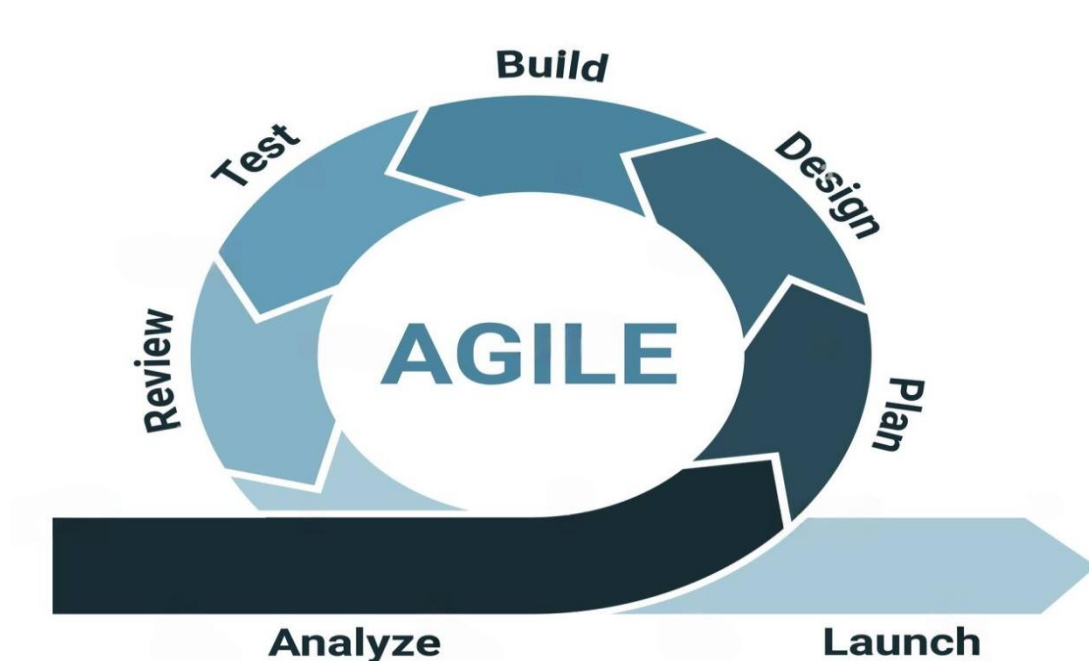 Build
Test
Design
Review
AGILE
Plan
Analyze
Launch